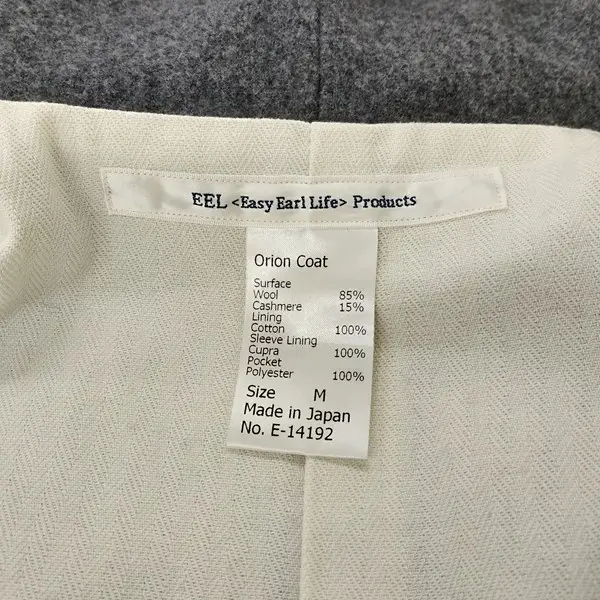 EEL <Easy Earl Life> Products
Orion Coat
Surface
Wool 85%
Cashmere 15%
Lining
Cotton 100%
Sleeve Lining
Cupra 100%
Pocket
Polyester 100%
Size M
Made in Japan
No. E-14192